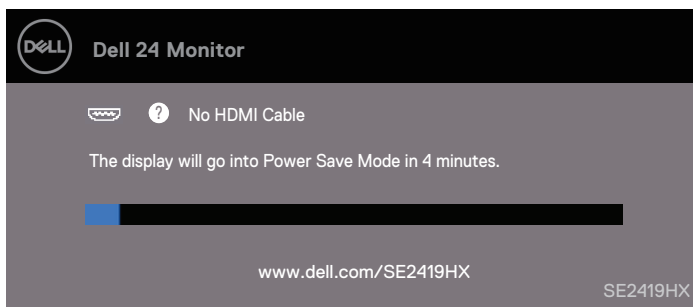 DELL
Dell 24 Monitor
? No HDMI Cable
The display will go into Power Save Mode in 4 minutes.
www.dell.com/SE2419HX
SE2419HX